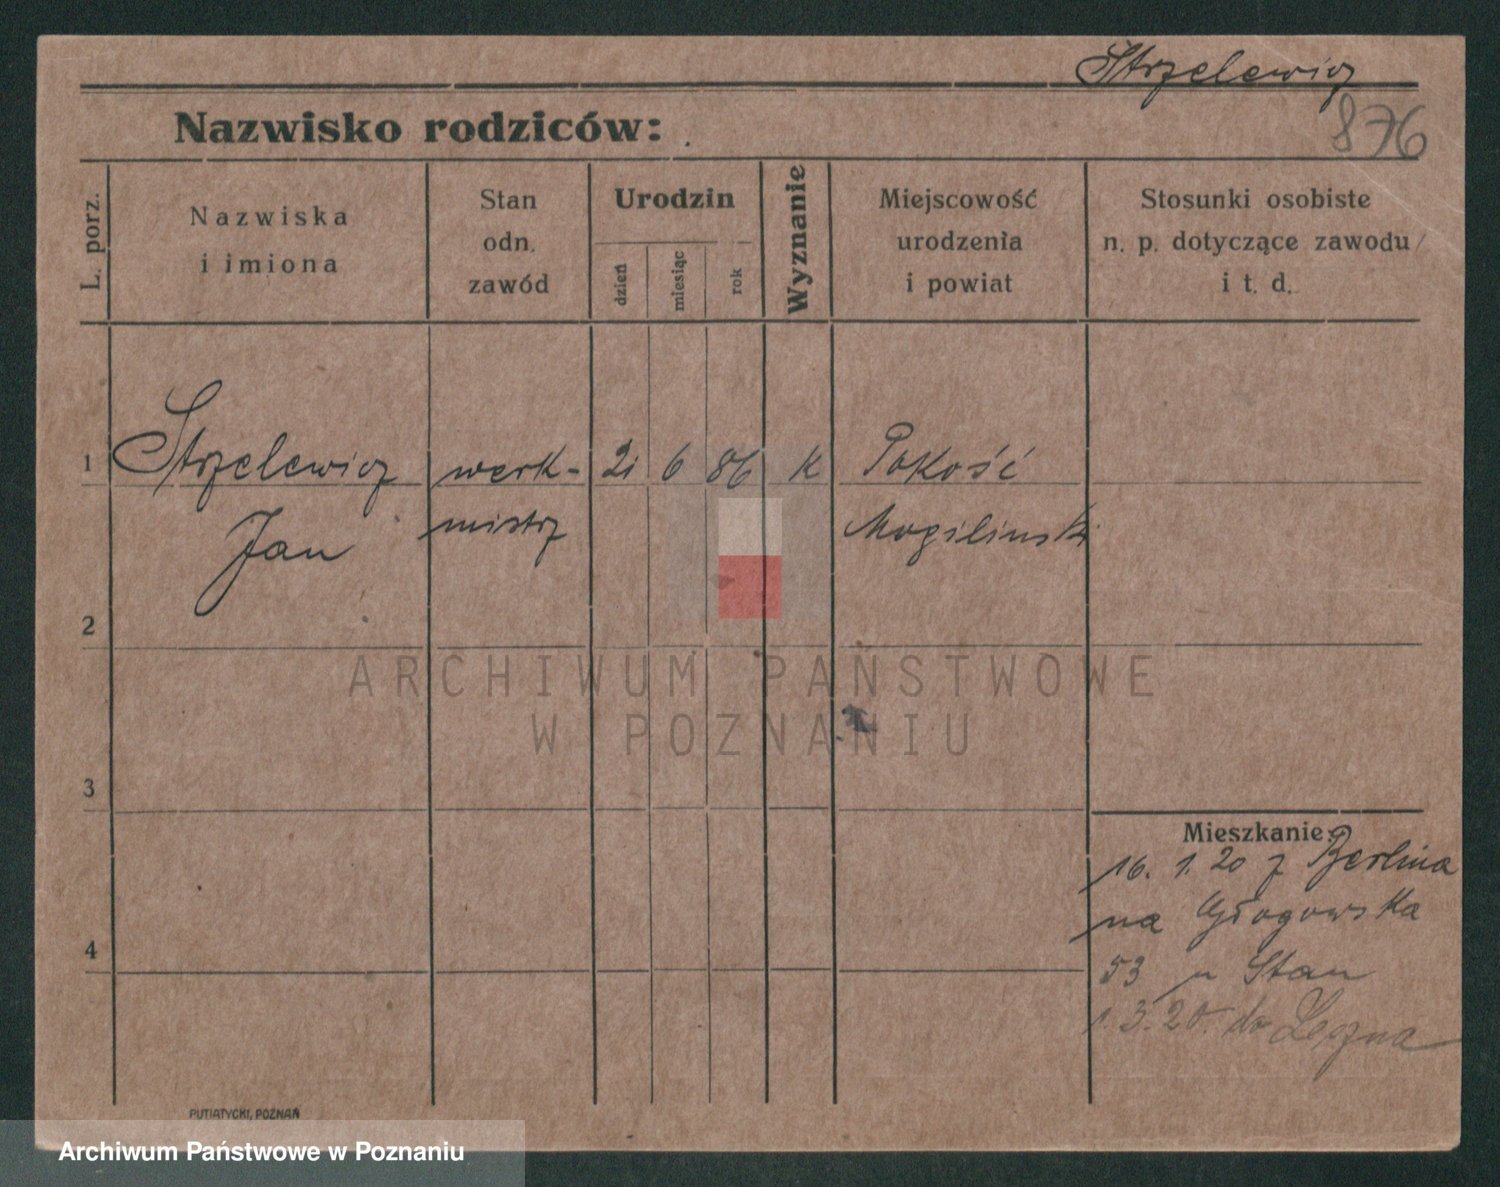 Strzelewicz
Nazwisko rodziców:
876
L. porz.
Nazwiska
i imiona
Stan
odn.
zawód
Urodzin
dzień
miesiąc
rok
Wyznanie
Miejscowość
urodzenia
i powiat
Stosunki osobiste
n. p. dotyczące zawodu
i t. d.
1
Strzelewicz
Jan
werk-
mistrz
21
6
86
K
Pakość
Mogilinski
2
3
4
Mieszkanie
16. 1. 20 z Berlina
na Głogowska
53 u Stan
1. 3. 20. do
PUTIATYCKI, POZNAŃ
ARCHIWUM PAŃSTWOWE
W POZNANIU
Archiwum Państwowe w Poznaniu